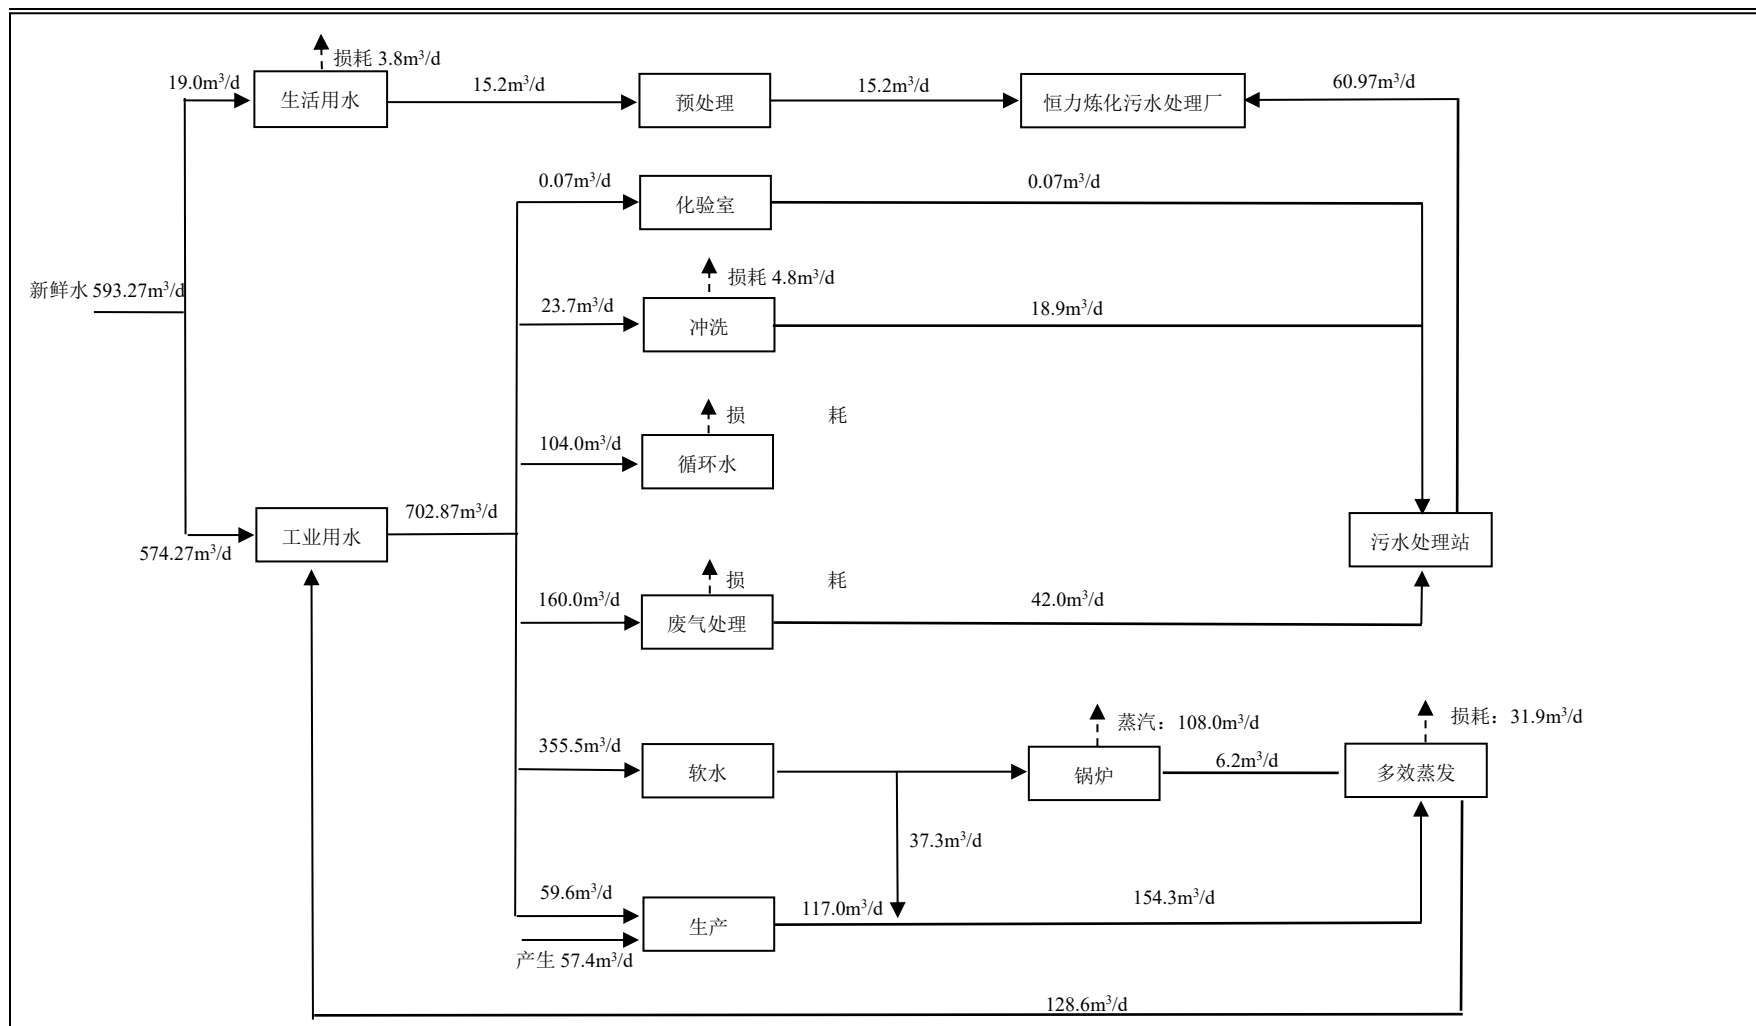 损耗 3.8m³/d
19.0m³/d
生活用水
15.2m³/d
预处理
15.2m³/d
恒力炼化污水处理厂
60.97m³/d
0.07m³/d
化验室
0.07m³/d
新鲜水 593.27m³/d
损耗 4.8m³/d
23.7m³/d
冲洗
18.9m³/d
损 耗
104.0m³/d
循环水
702.87m³/d
工业用水
574.27m³/d
污水处理站
损 耗
160.0m³/d
废气处理
42.0m³/d
蒸汽：108.0m³/d
损耗：31.9m³/d
355.5m³/d
软水
锅炉
6.2m³/d
多效蒸发
37.3m³/d
59.6m³/d
生产
117.0m³/d
154.3m³/d
产生 57.4m³/d
128.6m³/d